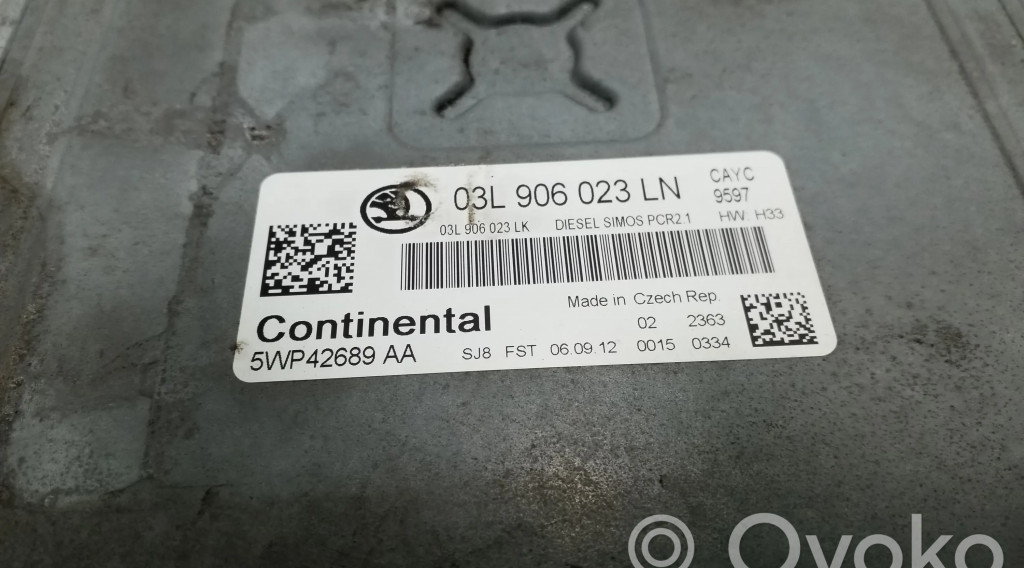 03L 906 023 LN
CAYC
9597
03L 906 023 LK DIESEL SIMOS PCR2.1 HW: H33
Continental
Made in Czech Rep.
02 2363
5WP42689 AA SJ8 FST 06.09.12 0015 0334
© Ovoko